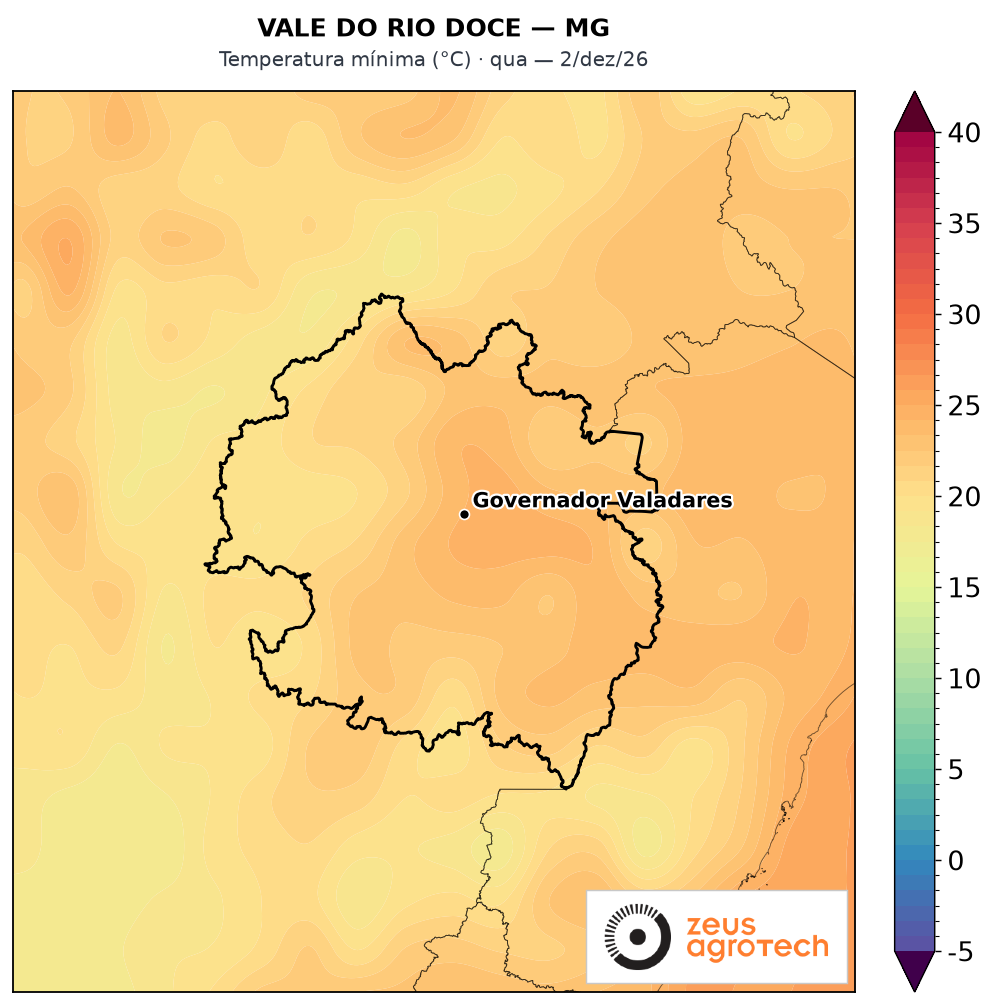 VALE DO RIO DOCE — MG
Temperatura mínima (°C) · qua — 2/dez/26
Governador Valadares
40
35
30
25
20
15
10
5
0
-5
zeus
agrotech